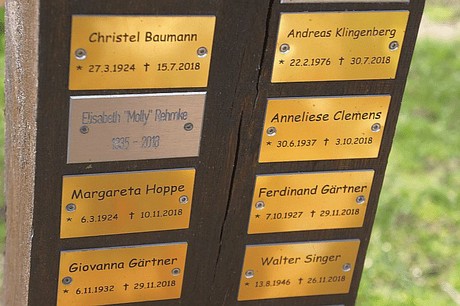 Christel Baumann
* 27.3.1924 † 15.7.2018
Elisabeth "Molly" Rehmke
1935 - 2018
Margareta Hoppe
* 6.3.1924 † 10.11.2018
Giovanna Gärtner
* 6.11.1932 † 29.11.2018
Andreas Klingenberg
* 22.2.1976 † 30.7.2018
Anneliese Clemens
* 30.6.1937 † 3.10.2018
Ferdinand Gärtner
* 7.10.1927 † 29.11.2018
Walter Singer
* 13.8.1946 † 26.11.2018